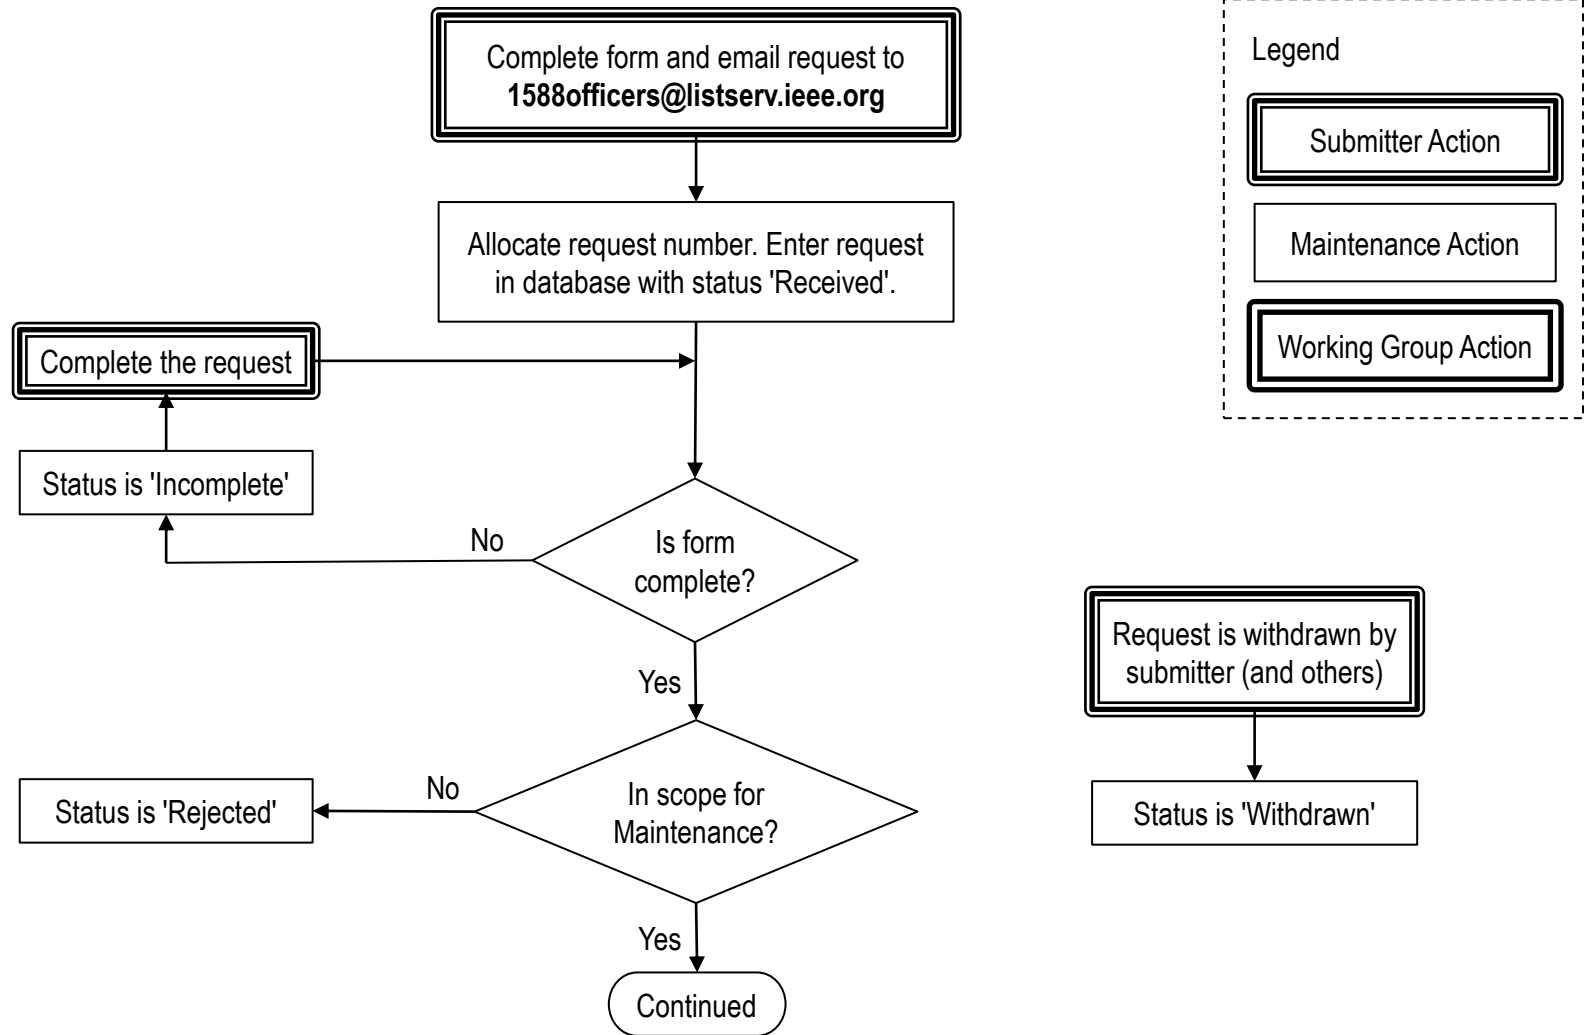 Complete form and email request to
1588officers@listserv.ieee.org
Legend
Submitter Action
Maintenance Action
Working Group Action
Allocate request number. Enter request
in database with status 'Received'.
Complete the request
Status is 'Incomplete'
No
Is form
complete?
Yes
Request is withdrawn by
submitter (and others)
No
In scope for
Maintenance?
Status is 'Rejected'
Status is 'Withdrawn'
Yes
Continued